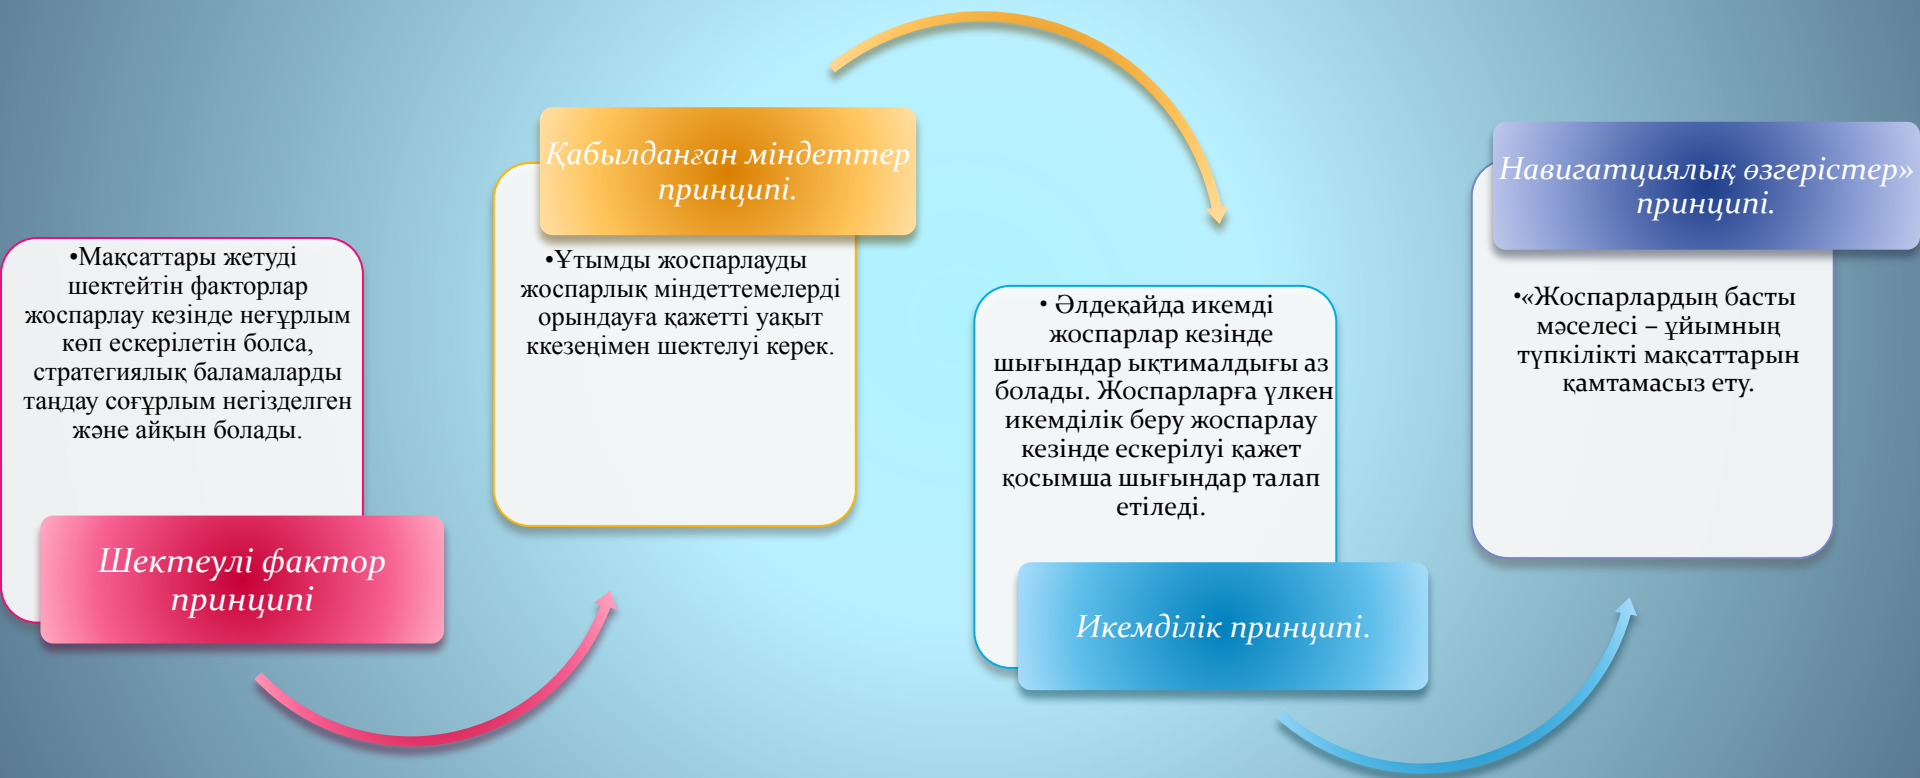 •Мақсаттары жетуді
шектейтін факторлар
жоспарлау кезінде неғұрлым
көп ескерілетін болса,
стратегиялық баламаларды
таңдау соғұрлым негізделген
және айқын болады.
Шектеулі фактор
принципі
Қабылданған міндеттер
принципі.
•Ұтымды жоспарлауды
жоспарлық міндеттемелерді
орындауға қажетті уақыт
ккезеңімен шектелуі керек.
• Әлдеқайда икемді
жоспарлар кезінде
шығындар ықтималдығы аз
болады. Жоспарларға үлкен
икемділік беру жоспарлау
кезінде ескерілуі қажет
қосымша шығындар талап
етіледі.
Икемділік принципі.
Навигатциялық өзгерістер»
принципі.
•«Жоспарлардың басты
мәселесі – ұйымның
түпкілікті мақсаттарын
қамтамасыз ету.